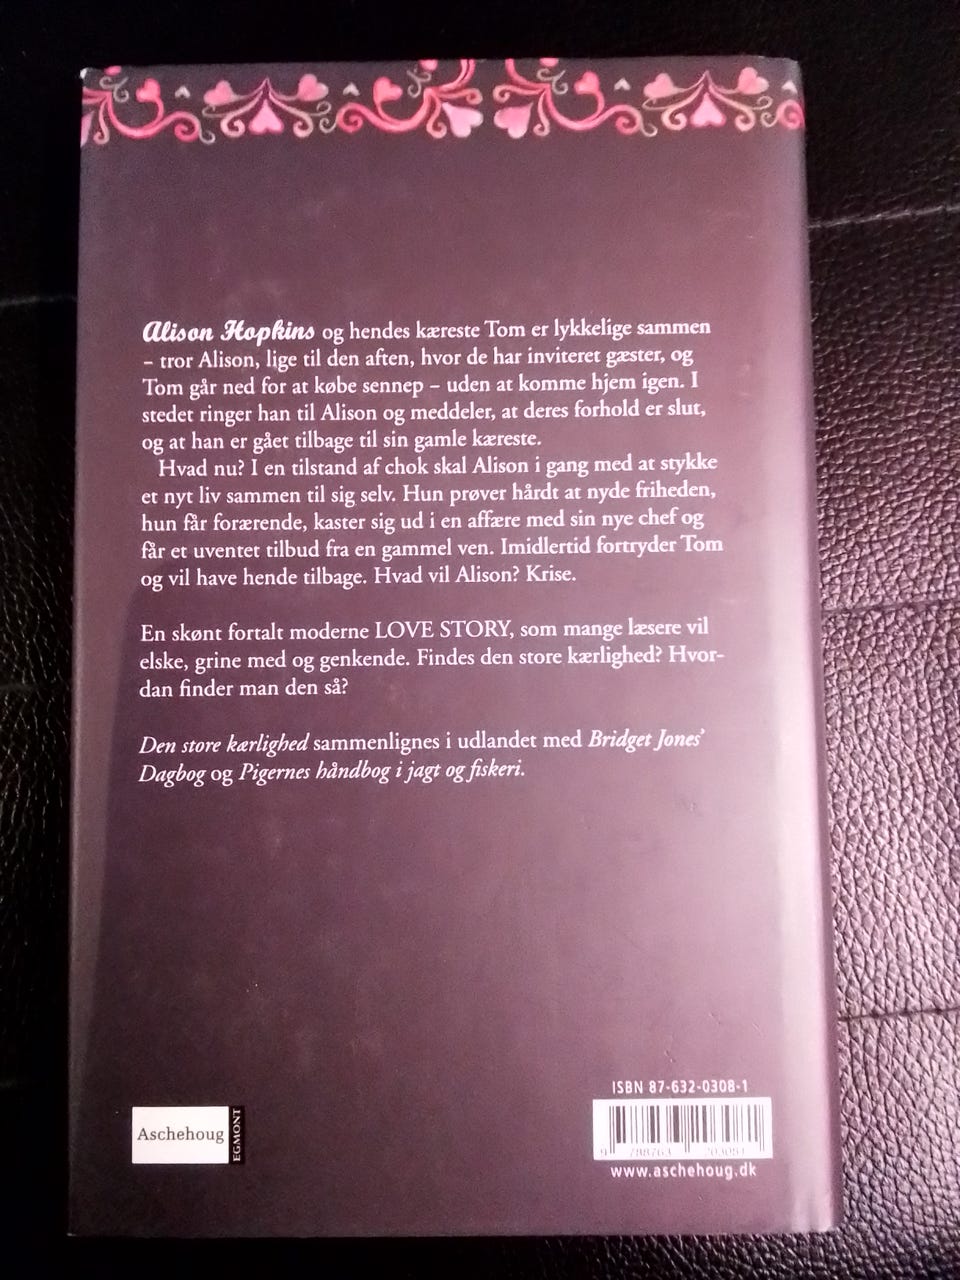 Alison Hopkins og hendes kæreste Tom er lykkelige sammen
– tror Alison, lige til den aften, hvor de har inviteret gæster, og
Tom går ned for at købe sennep – uden at komme hjem igen. I
stedet ringer han til Alison og meddeler, at deres forhold er slut,
og at han er gået tilbage til sin gamle kæreste.
Hvad nu? I en tilstand af chok skal Alison i gang med at stykke
et nyt liv sammen til sig selv. Hun prøver hårdt at nyde friheden,
hun får forærende, kaster sig ud i en affære med sin nye chef og
får et uventet tilbud fra en gammel ven. Imidlertid fortryder Tom
og vil have hende tilbage. Hvad vil Alison? Krise.
En skønt fortalt moderne LOVE STORY, som mange læsere vil
elske, grine med og genkende. Findes den store kærlighed? Hvor-
dan finder man den så?
Den store kærlighed sammenlignes i udlandet med Bridget Jones'
Dagbog og Pigernes håndbog i jagt og fiskeri.
ISBN 87-632-0308-1
9 788763 203081
www.aschehoug.dk
Aschehoug
EGMONT